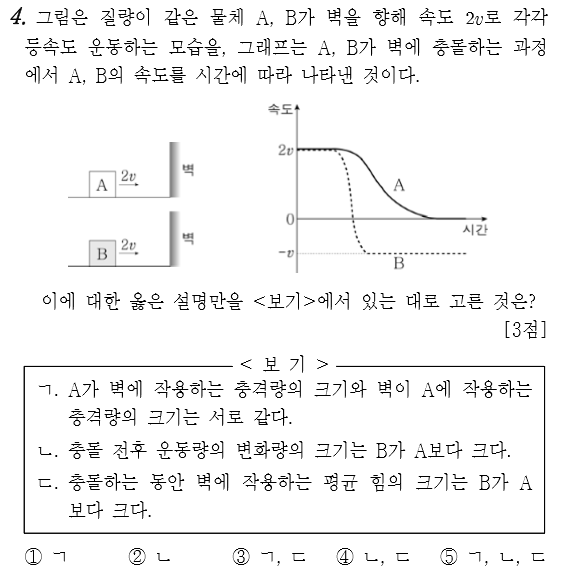 4. 그림은 질량이 같은 물체 A, B가 벽을 향해 속도 2v로 각각
등속도 운동하는 모습을, 그래프는 A, B가 벽에 충돌하는 과정
에서 A, B의 속도를 시간에 따라 나타낸 것이다.
A 2v 벽
B 2v 벽
속도
2v
A
0
시간
-v
B
이에 대한 옳은 설명만을 <보기>에서 있는 대로 고른 것은?
[3점]
< 보 기 >
ㄱ. A가 벽에 작용하는 충격량의 크기와 벽이 A에 작용하는
충격량의 크기는 서로 같다.
ㄴ. 충돌 전후 운동량의 변화량의 크기는 B가 A보다 크다.
ㄷ. 충돌하는 동안 벽에 작용하는 평균 힘의 크기는 B가 A
보다 크다.
① ㄱ ② ㄴ ③ ㄱ, ㄷ ④ ㄴ, ㄷ ⑤ ㄱ, ㄴ, ㄷ